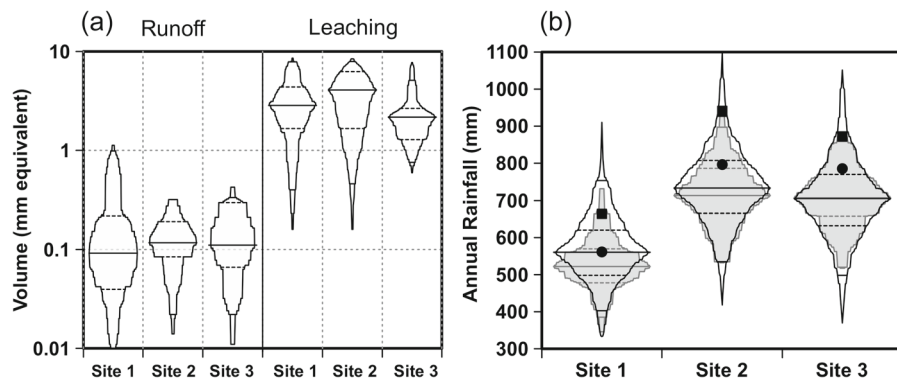 (a)
Runoff
Leaching
Volume (mm equivalent)
10
1
0.1
0.01
Site 1 Site 2 Site 3 Site 1 Site 2 Site 3
(b)
Annual Rainfall (mm)
1100
1000
900
800
700
600
500
400
300
Site 1 Site 2 Site 3